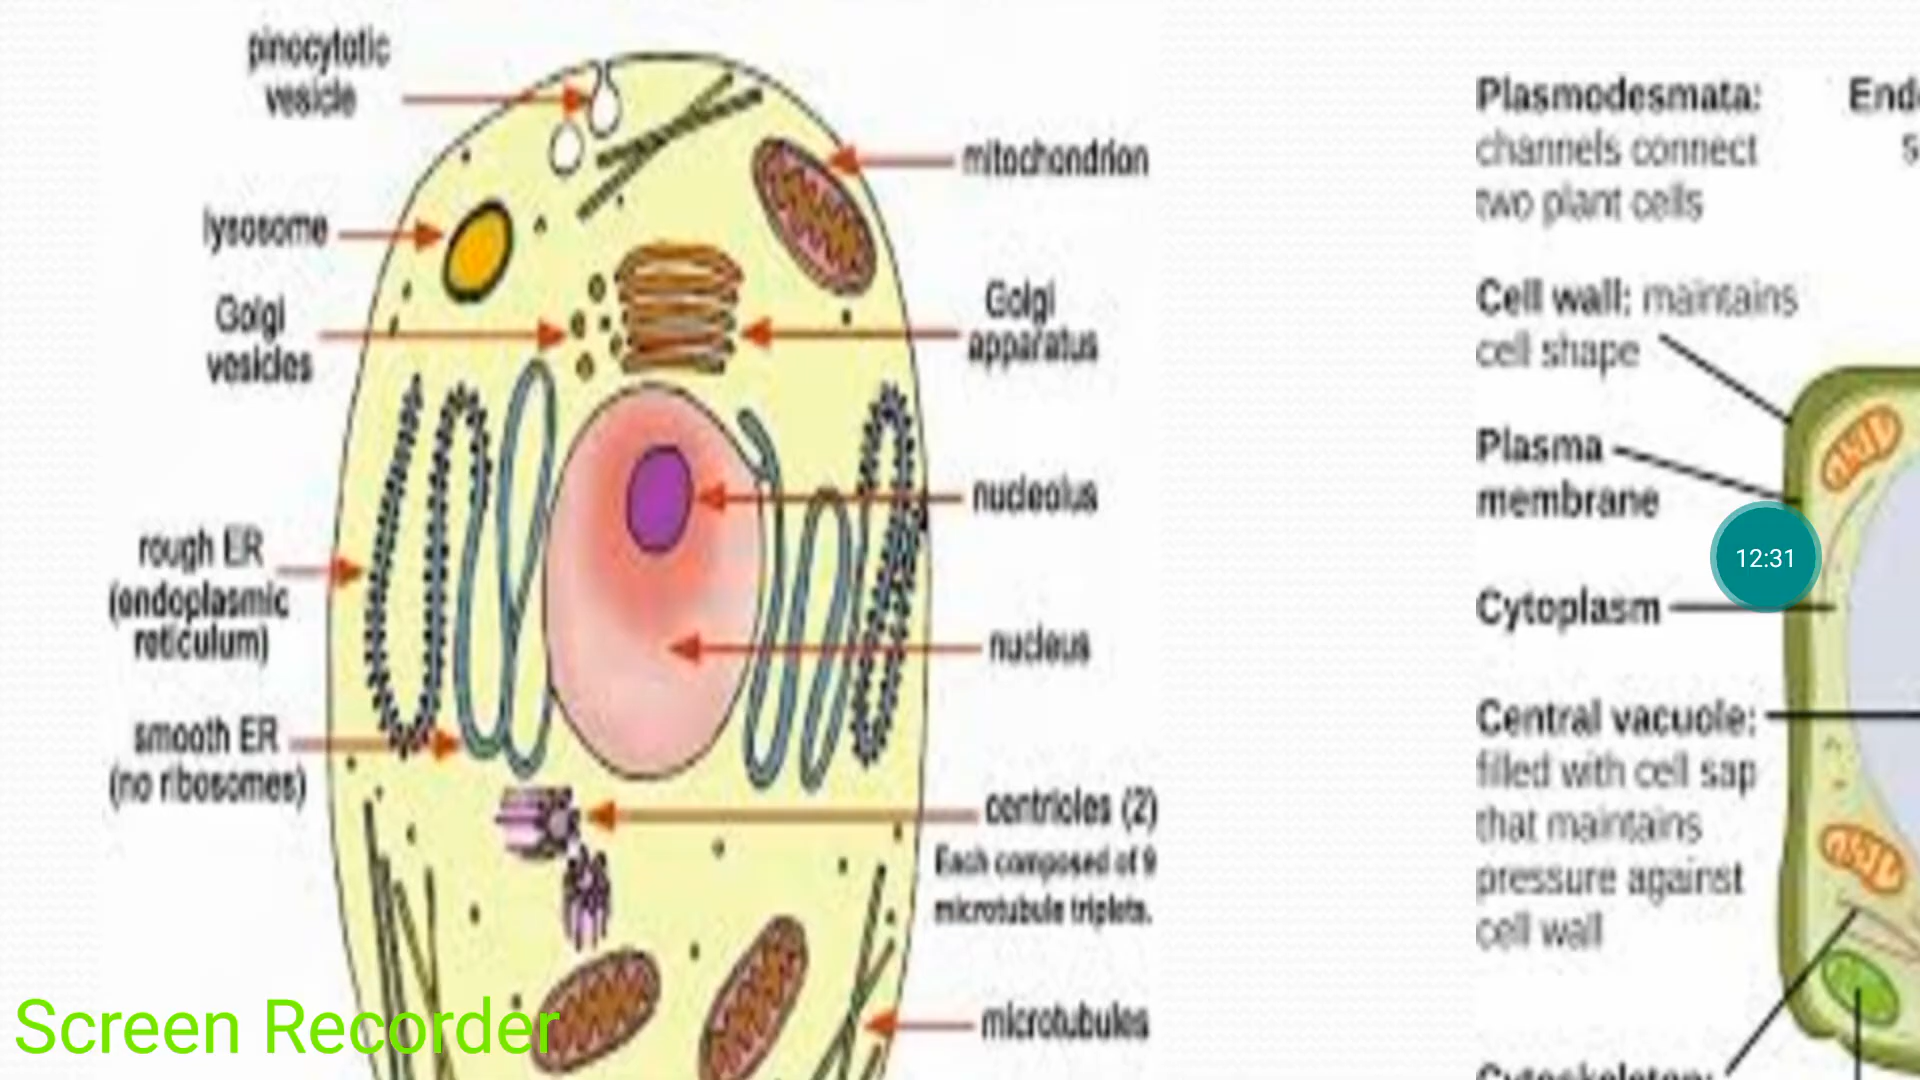 pinocytotic
vesicle
mitochondrion
lysosome
Golgi
vesicles
Golgi
apparatus
nucleolus
rough ER
(endoplasmic
reticulum)
nucleus
smooth ER
(no ribosomes)
centrioles (2)
Each composed of 9
microtubule triplets.
microtubules
Plasmodesmata:
channels connect
two plant cells
Cell wall: maintains
cell shape
Plasma
membrane
12:31
Cytoplasm
Central vacuole:
filled with cell sap
that maintains
pressure against
cell wall
Screen Recorder